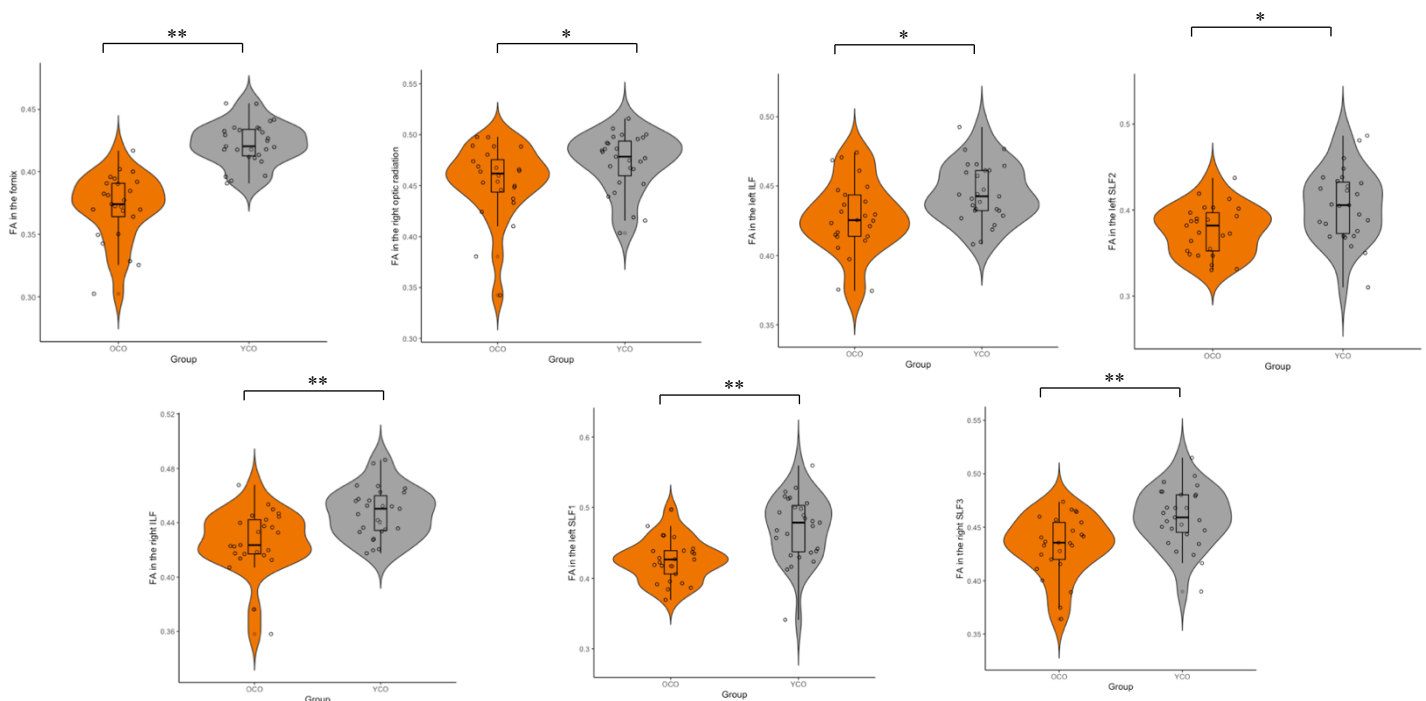 **
FA in the fornix
0.45
0.40
0.35
0.30
OCO
YCO
Group
*
FA in the right optic radiation
0.55
0.50
0.45
0.40
0.35
0.30
OCO
YCO
Group
*
FA in the left ILF
0.50
0.45
0.40
0.35
OCO
YCO
Group
*
FA in the left SLF2
0.5
0.4
0.3
OCO
YCO
Group
**
FA in the right ILF
0.52
0.48
0.44
0.40
0.36
OCO
YCO
Group
**
FA in the left SLF1
0.6
0.5
0.4
0.3
OCO
YCO
Group
**
FA in the right SLF3
0.55
0.50
0.45
0.40
0.35
OCO
YCO
Group